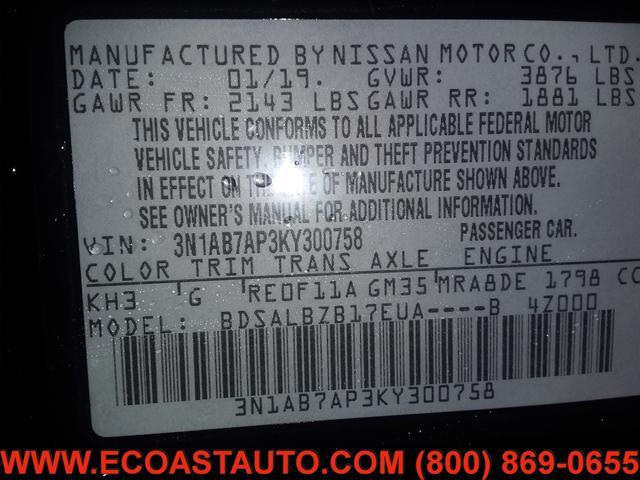 MANUFACTURED BY NISSAN MOTOR CO., LTD.
DATE: 01/19. GVWR: 3876 LBS
GAWR FR: 2143 LBS GAWR RR: 1881 LBS
THIS VEHICLE CONFORMS TO ALL APPLICABLE FEDERAL MOTOR
VEHICLE SAFETY, BUMPER AND THEFT PREVENTION STANDARDS
IN EFFECT ON THE DATE OF MANUFACTURE SHOWN ABOVE.
SEE OWNER'S MANUAL FOR ADDITIONAL INFORMATION.
VIN: 3N1AB7AP3KY300758 PASSENGER CAR.
COLOR TRIM TRANS AXLE ENGINE
KH3 G RE0F11A GM35 MRA8DE 1798 CC
MODEL: BDSALBZB17EUA----B 4Z000
3N1AB7AP3KY300758
WWW.ECOASTAUTO.COM (800) 869-0655